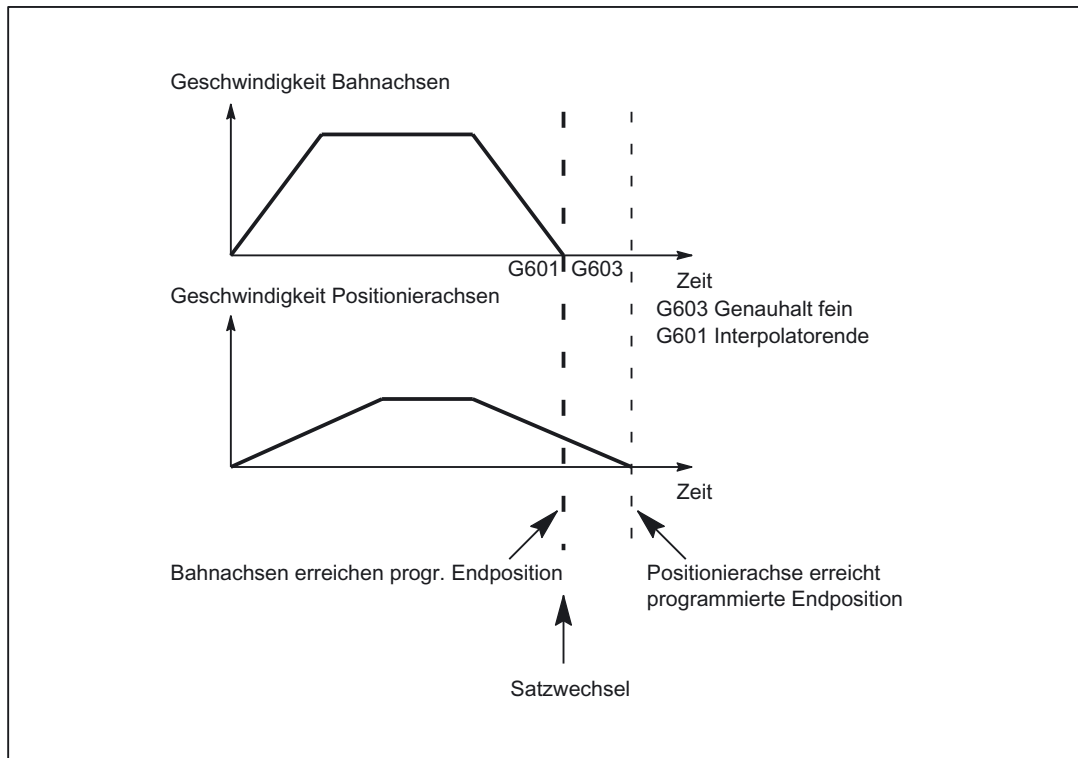 Geschwindigkeit Bahnachsen
G601 G603
Zeit
Geschwindigkeit Positionierachsen
G603 Genauhalt fein
G601 Interpolatorende
Zeit
Bahnachsen erreichen progr. Endposition
Positionierachse erreicht
programmierte Endposition
Satzwechsel